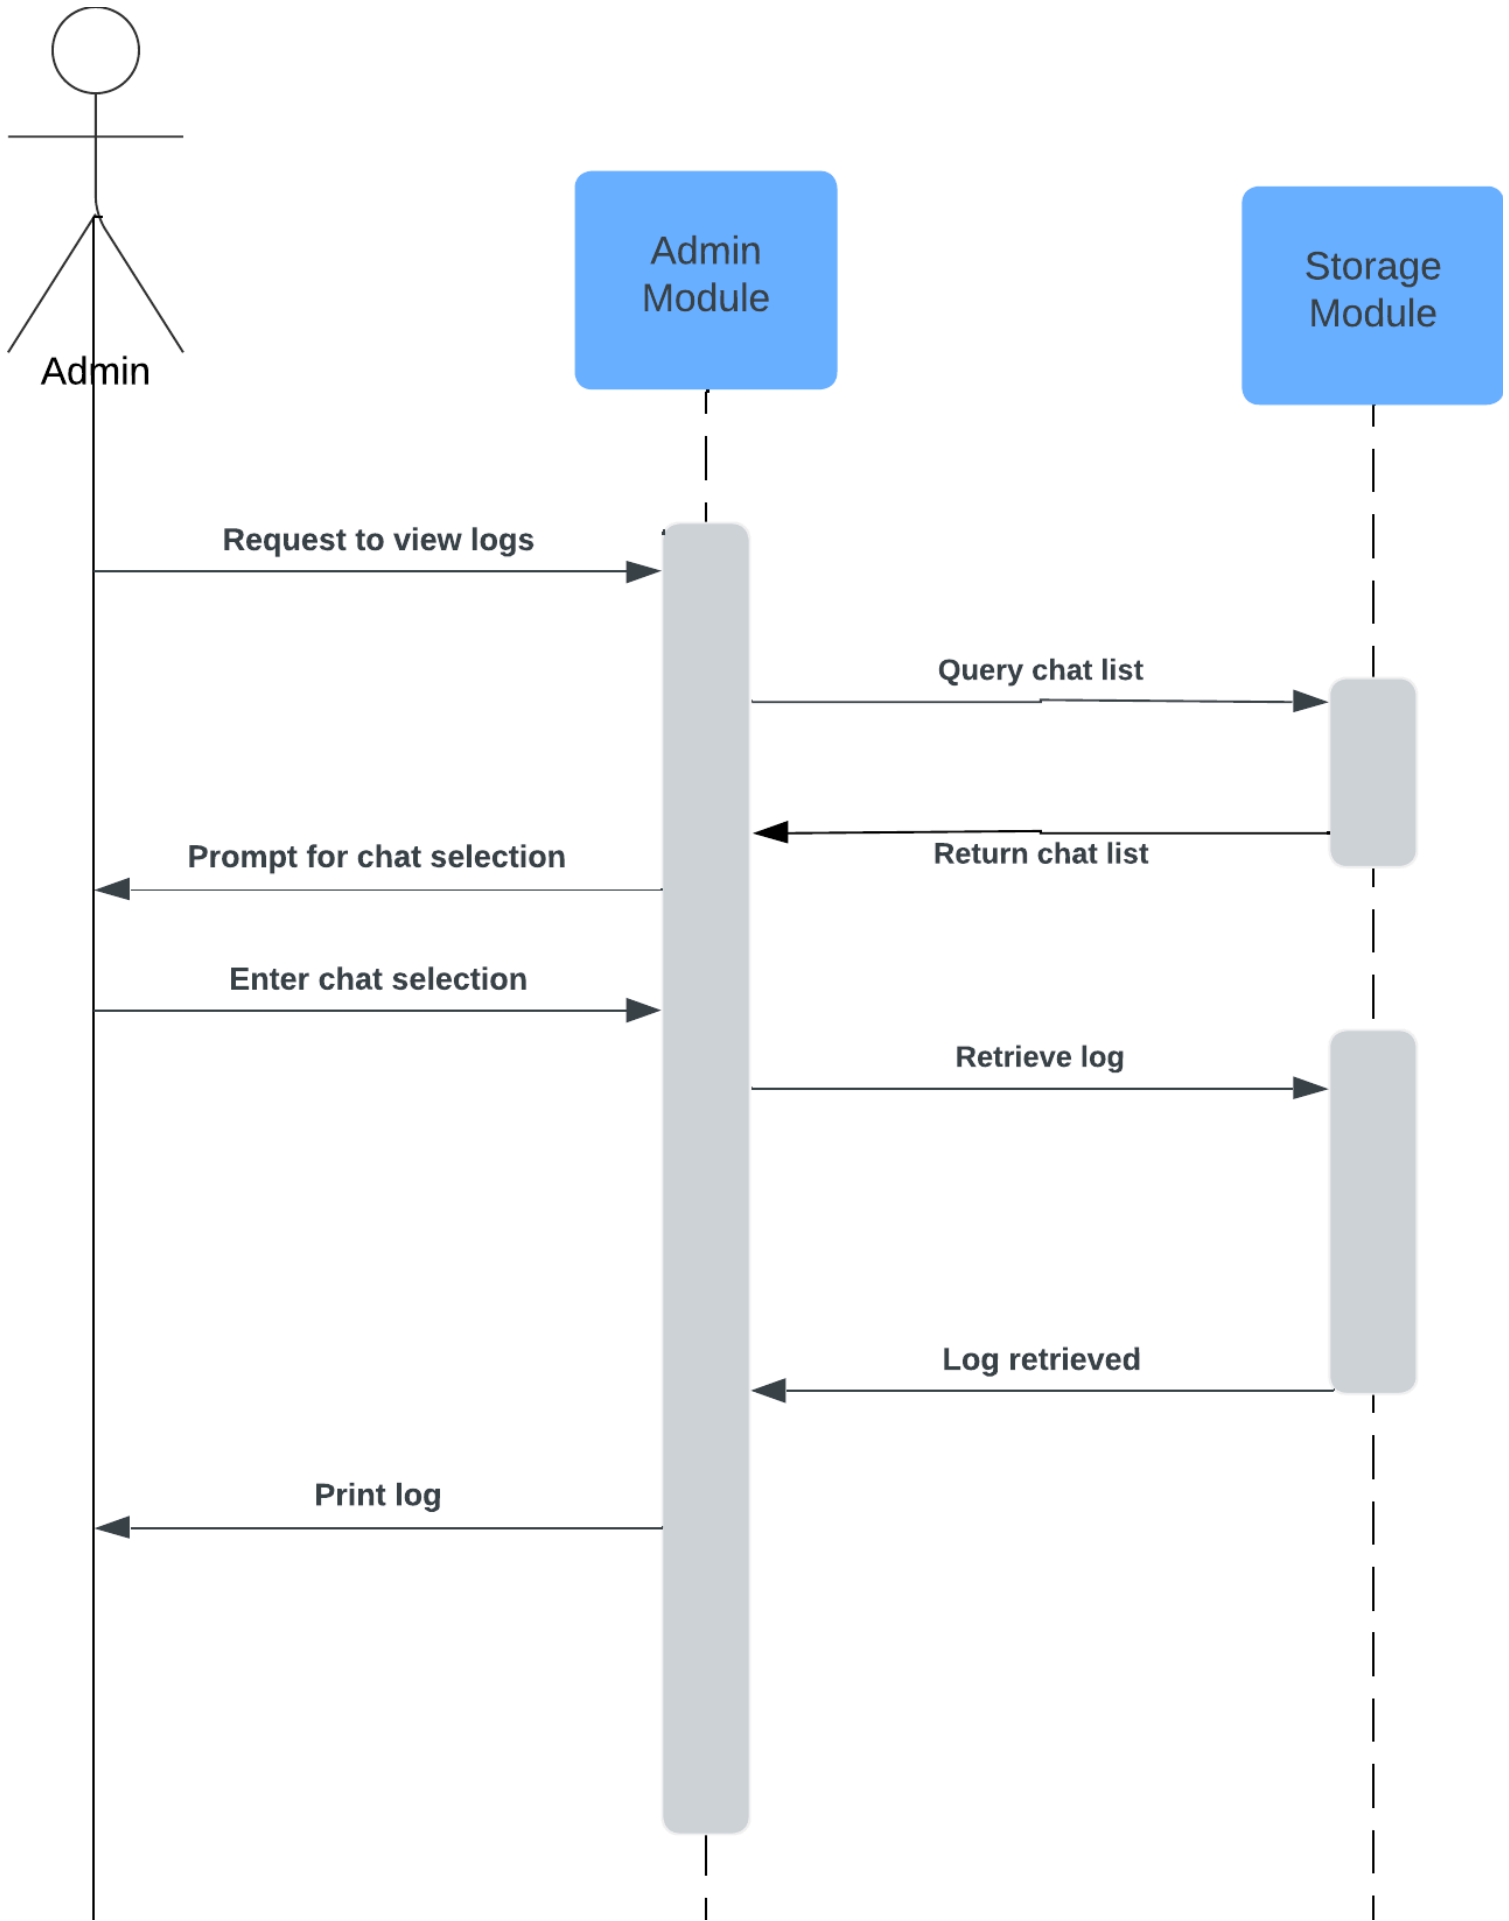 Admin
Module
Storage
Module
Admin
Request to view logs
Query chat list
Return chat list
Prompt for chat selection
Enter chat selection
Retrieve log
Log retrieved
Print log